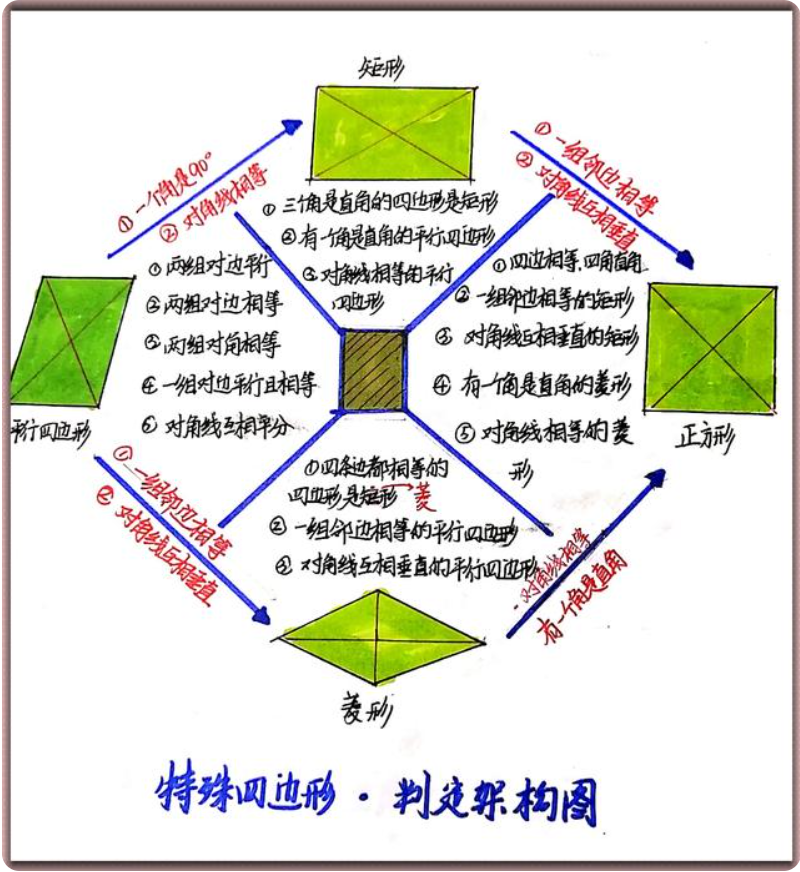 矩形
①一个角是90°
②对角线相等
①一组邻边相等
②对角线互相垂直
①三个角是直角的四边形是矩形
②有一个角是直角的平行四边形
③对角线相等的平行
四边形
①两组对边平行
②两组对边相等
③两组对角相等
④一组对边平行且相等
⑤对角线互相平分
①四边相等,四角直角
②一组邻边相等的矩形
③对角线互相垂直的矩形
④有一个角是直角的菱形
⑤对角线相等的菱
形
平行四边形
正方形
①四条边都相等的
四边形是矩形→菱
②一组邻边相等的平行四边形
③对角线互相垂直的平行四边形
①一组邻边相等
②对角线互相垂直
·对角线相等
有一个角是直角
菱形
特殊四边形·判定架构图